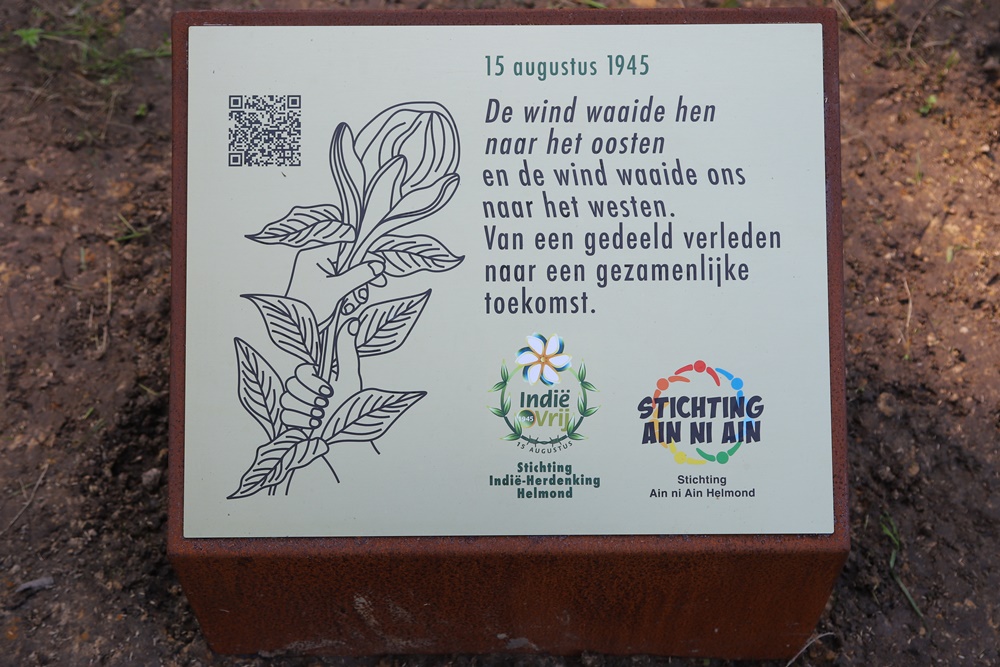 15 augustus 1945
De wind waaide hen
naar het oosten
en de wind waaide ons
naar het westen.
Van een gedeeld verleden
naar een gezamenlijke
toekomst.
Indië
1945
Vrij
15 AUGUSTUS
Stichting
Indië-Herdenking
Helmond
STICHTING
AIN NI AIN
Stichting
Ain ni Ain Helmond